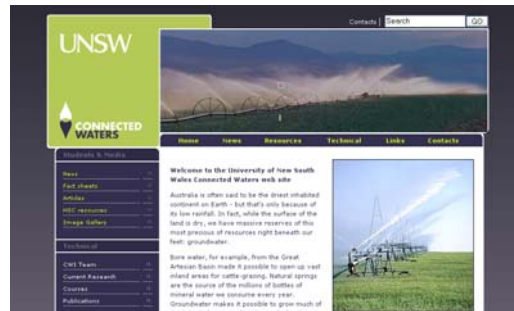 Contacts | Search GO
UNSW
CONNECTED
WATERS
Home News Resources Technical Links Contacts
Students & Media
News
Fact sheets
Articles
HSC resources
Image Gallery
Technical
CWI Team
Current Research
Courses
Publications
Welcome to the University of New South
Wales Connected Waters web site
Australia is often said to be the driest inhabited
continent on Earth - but that's only because of
its low rainfall. In fact, while the surface of the
land is dry, we have massive reserves of this
most precious of resources right beneath our
feet: groundwater.
Bore water, for example, from the Great
Artesian Basin made it possible to open up vast
inland areas for cattle-grazing. Natural springs
are the source of the millions of bottles of
mineral water we consume every year.
Groundwater makes it possible to grow much of